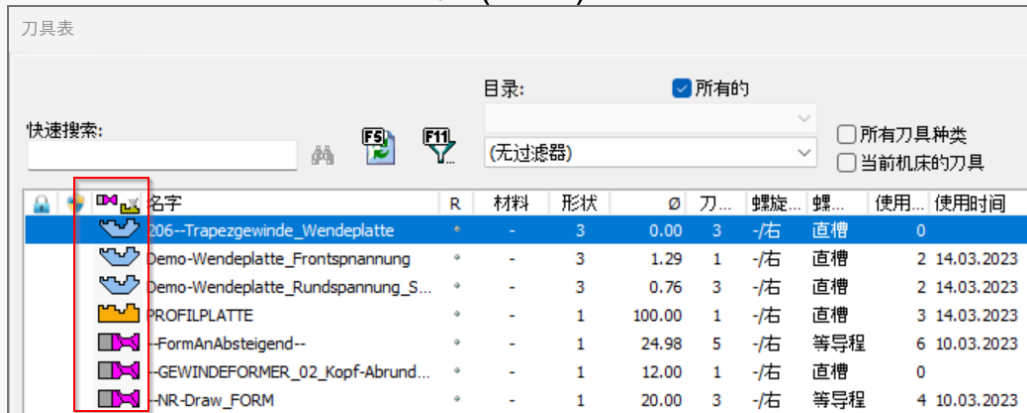 刀具表
目录:
所有的
快速搜索:
F5
F11
(无过滤器)
所有刀具种类
当前机床的刀具
名字 R 材料 形状 Ø 刀... 螺旋... 螺... 使用... 使用时间
206--Trapezgewinde_Wendeplatte - 3 0.00 3 -/右 直槽 0
Demo-Wendeplatte_Frontspnannung - 3 1.29 1 -/右 直槽 2 14.03.2023
Demo-Wendeplatte_Rundspannung_S... - 3 0.76 3 -/右 直槽 2 14.03.2023
PROFILPLATTE - 1 100.00 1 -/右 直槽 3 14.03.2023
--FormAnAbsteigend-- - 1 24.98 5 -/右 等导程 6 10.03.2023
--GEWINDEFORMER_02_Kopf-Abrund... - 1 12.00 1 -/右 直槽 0
--NR-Draw_FORM - 1 20.00 3 -/右 等导程 4 10.03.2023